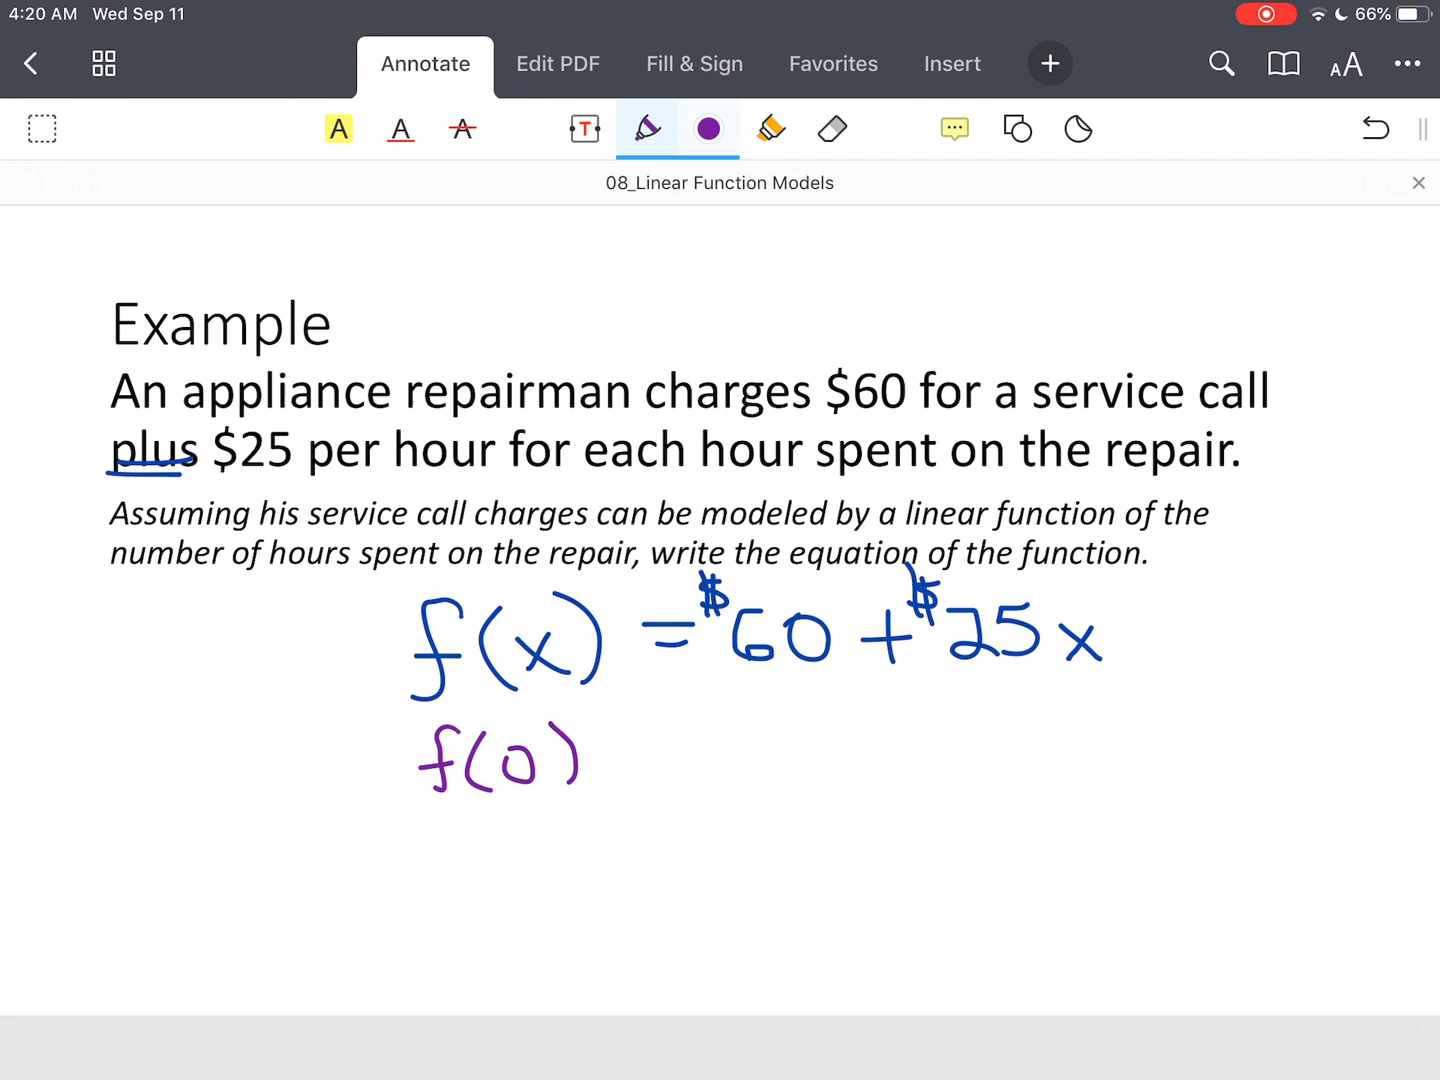 4:20 AM Wed Sep 11 66%
Annotate Edit PDF Fill & Sign Favorites Insert AA
A A A T
08_Linear Function Models
Example
An appliance repairman charges $60 for a service call
plus $25 per hour for each hour spent on the repair.
Assuming his service call charges can be modeled by a linear function of the
number of hours spent on the repair, write the equation of the function.
f(x) = $60 + $25x
f(0)